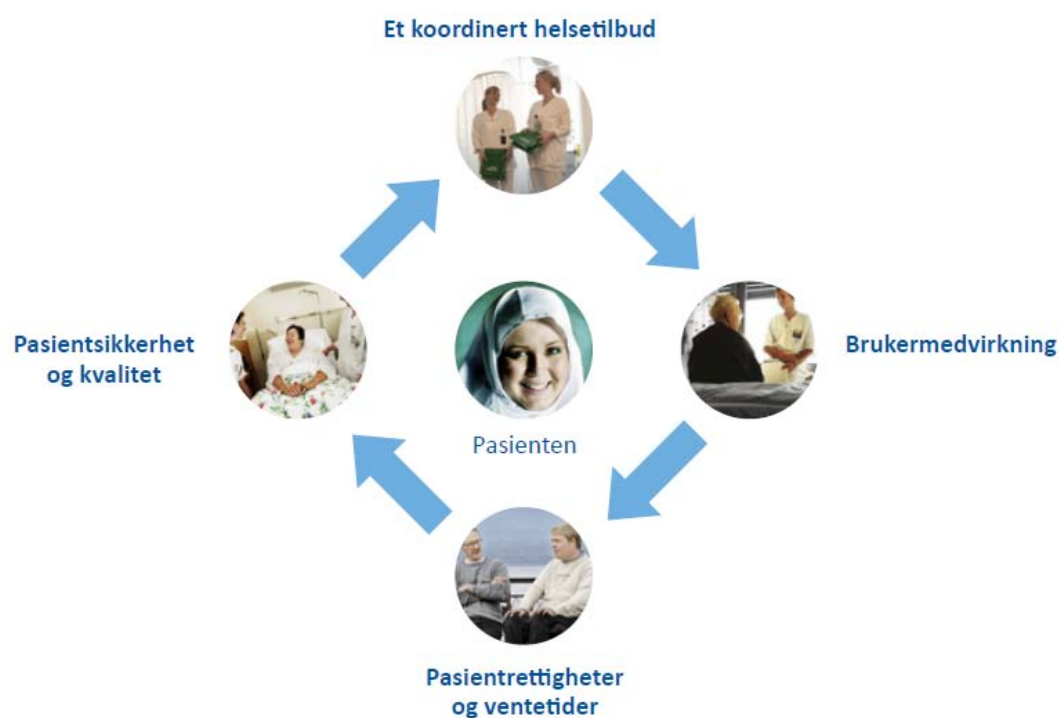 Et koordinert helsetilbud
Pasientsikkerhet
og kvalitet
Brukermedvirkning
Pasienten
Pasientrettigheter
og ventetider